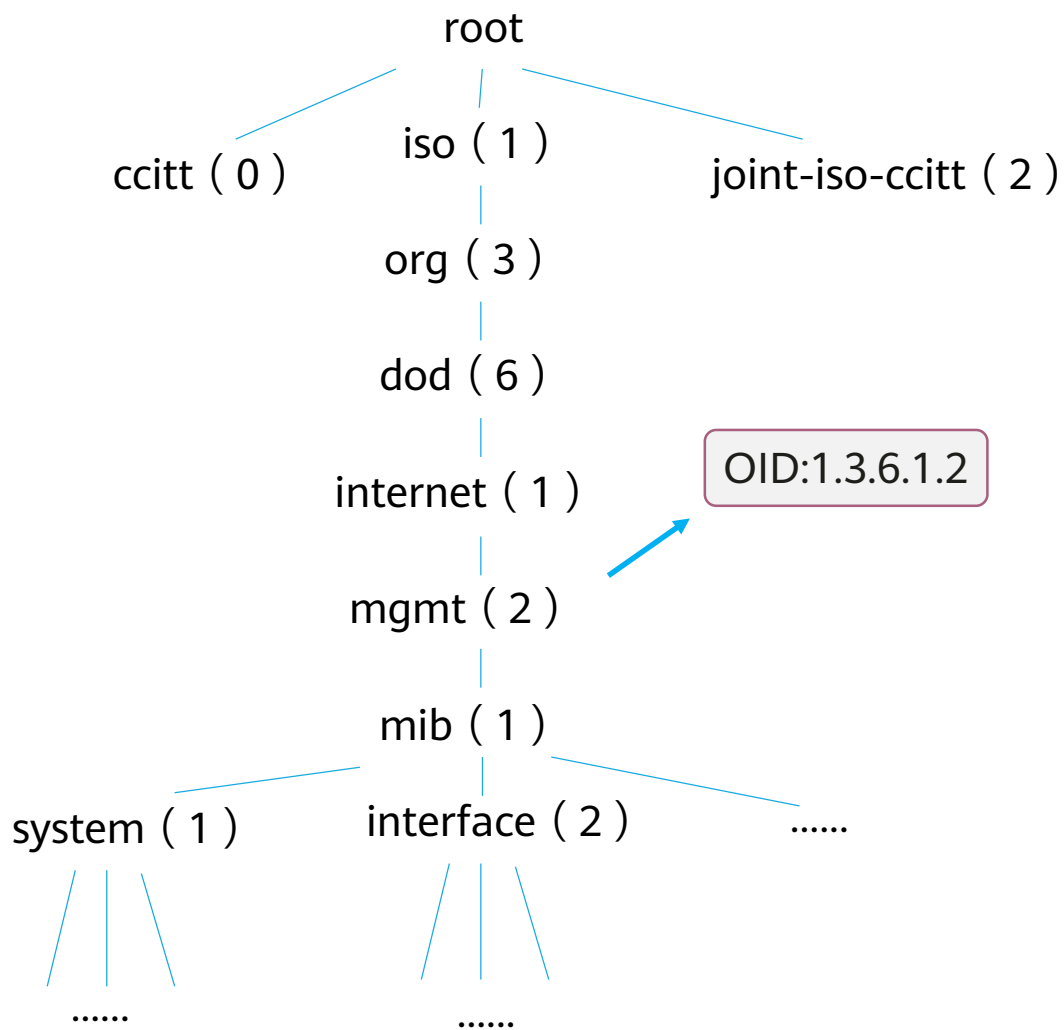 root
ccitt（0）
iso（1）
joint-iso-ccitt（2）
org（3）
dod（6）
internet（1）
OID:1.3.6.1.2
mgmt（2）
mib（1）
system（1）
interface（2）
......
......
......